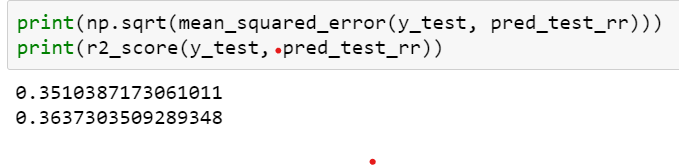 print(np.sqrt(mean_squared_error(y_test, pred_test_rr)))
print(r2_score(y_test, pred_test_rr))
0.3510387173061011
0.3637303509289348